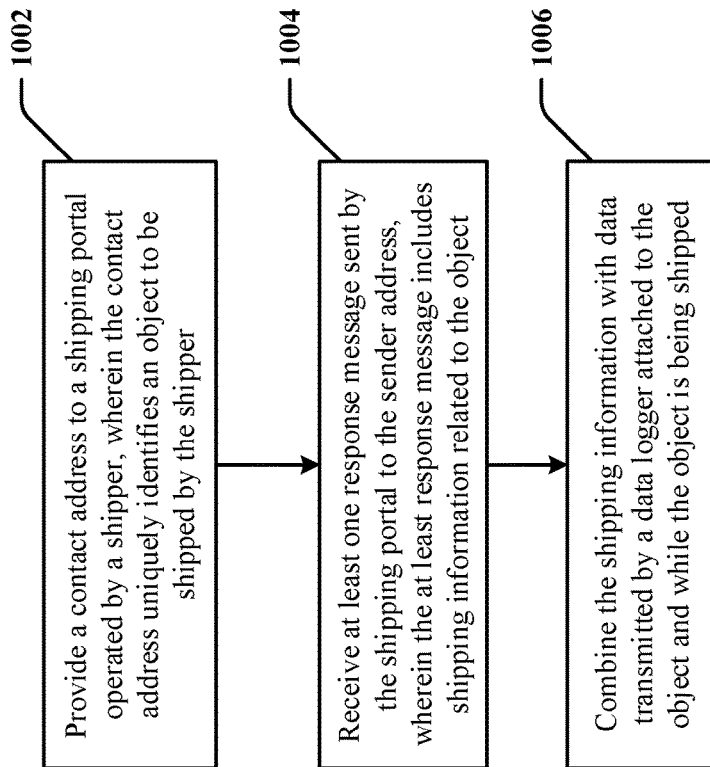 1002
Provide a contact address to a shipping portal
operated by a shipper, wherein the contact
address uniquely identifies an object to be
shipped by the shipper
1004
Receive at least one response message sent by
the shipping portal to the sender address,
wherein the at least response message includes
shipping information related to the object
1006
Combine the shipping information with data
transmitted by a data logger attached to the
object and while the object is being shipped